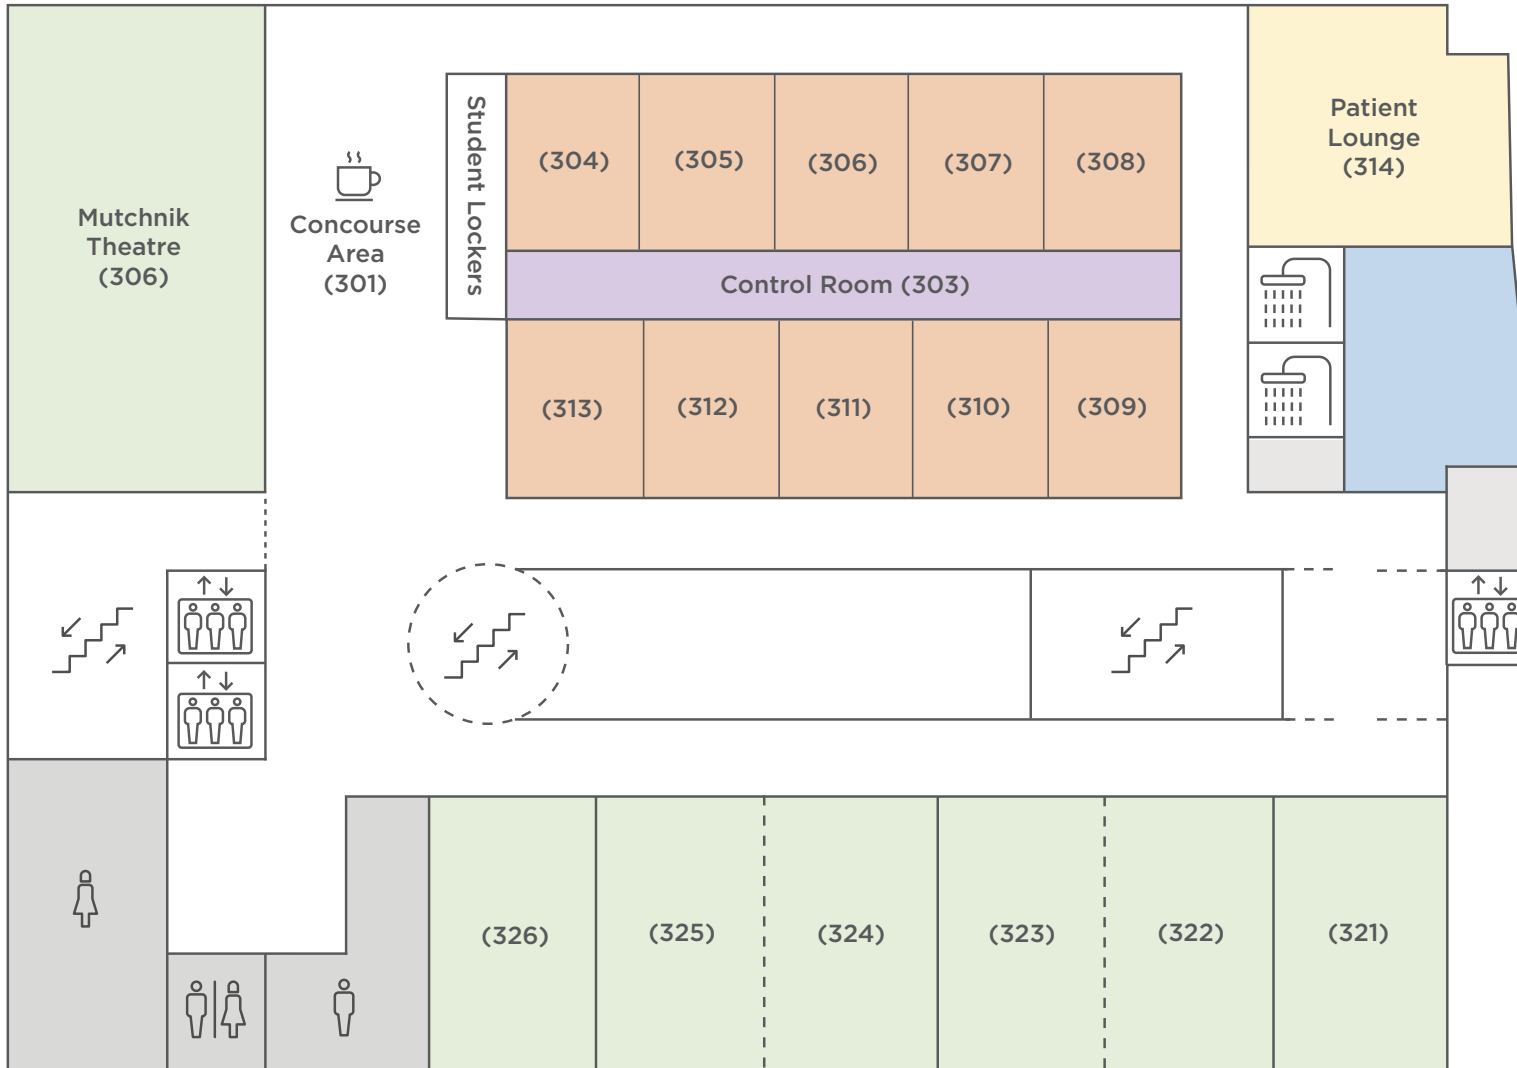 Mutchnik
Theatre
(306)
Concourse
Area
(301)
Student Lockers
(304)
(305)
(306)
(307)
(308)
Control Room (303)
(313)
(312)
(311)
(310)
(309)
Patient
Lounge
(314)
(326)
(325)
(324)
(323)
(322)
(321)